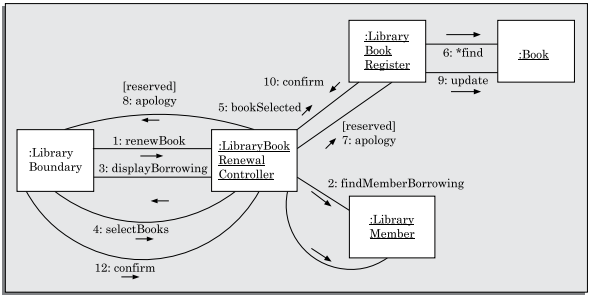 :Library
Book
Register
6: *find
:Book
9: update
10: confirm
[reserved]
8: apology
5: bookSelected
[reserved]
7: apology
:Library
Boundary
1: renewBook
3: displayBorrowing
:LibraryBook
Renewal
Controller
2: findMemberBorrowing
:Library
Member
4: selectBooks
12: confirm